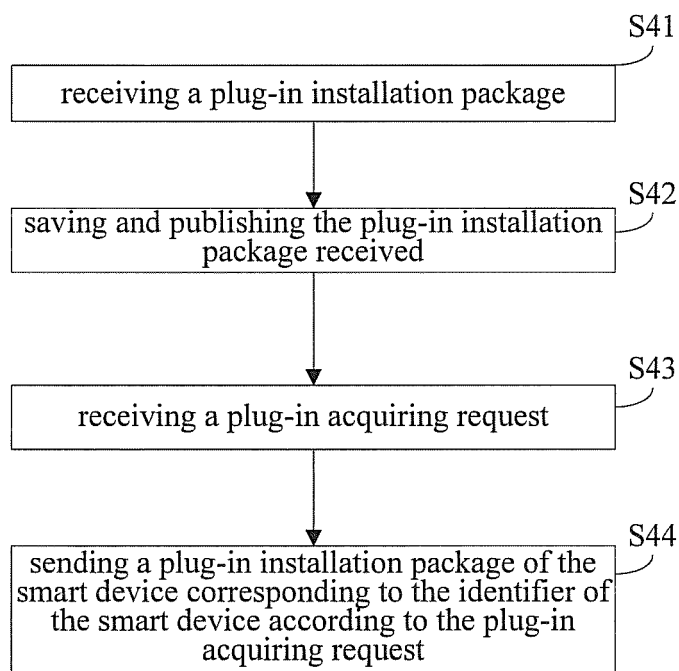 S41
receiving a plug-in installation package
S42
saving and publishing the plug-in installation
package received
S43
receiving a plug-in acquiring request
S44
sending a plug-in installation package of the
smart device corresponding to the identifier of
the smart device according to the plug-in
acquiring request